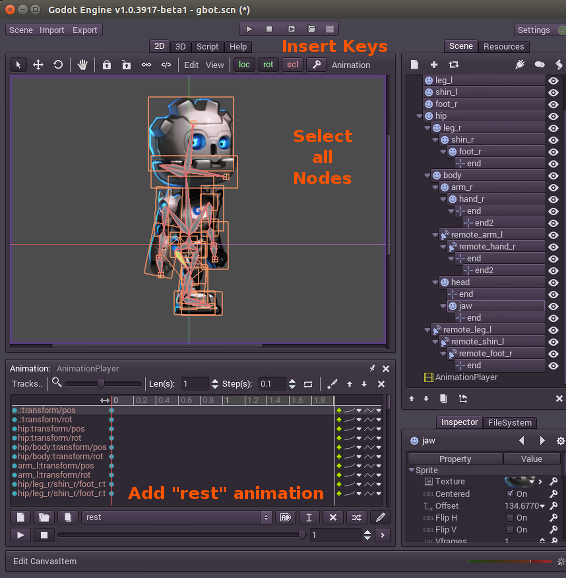 Godot Engine v1.0.3917-beta1 - gbot.scn (*)
Scene Import Export
Settings
2D 3D Script Help
Insert Keys
Scene Resources
Edit View loc rot scl Animation
Select
all
Nodes
leg_l
shin_l
foot_r
hip
leg_r
shin_r
foot_r
end
body
arm_r
hand_r
end
end2
remote_arm_l
remote_hand_r
end
end2
head
end
jaw
end
remote_leg_l
remote_shin_l
remote_foot_r
end
AnimationPlayer
Animation: AnimationPlayer
Tracks.. Len(s): 1 Step(s): 0.1
0 0.2 0.4 0.6 0.8 1 1.2 1.4 1.6 1.8
.:transform/pos
.:transform/rot
hip:transform/pos
hip:transform/rot
hip/body:transform/pos
hip/body:transform/rot
arm_l:transform/pos
arm_l:transform/rot
hip/leg_r/shin_r/foot_r:t
hip/leg_r/shin_r/foot_r:t
Add "rest" animation
rest
1
Inspector FileSystem
jaw
Property Value
Sprite
Texture
Centered On
Offset 134.6770
Flip H On
Flip V On
Vframes 1
Edit CanvasItem